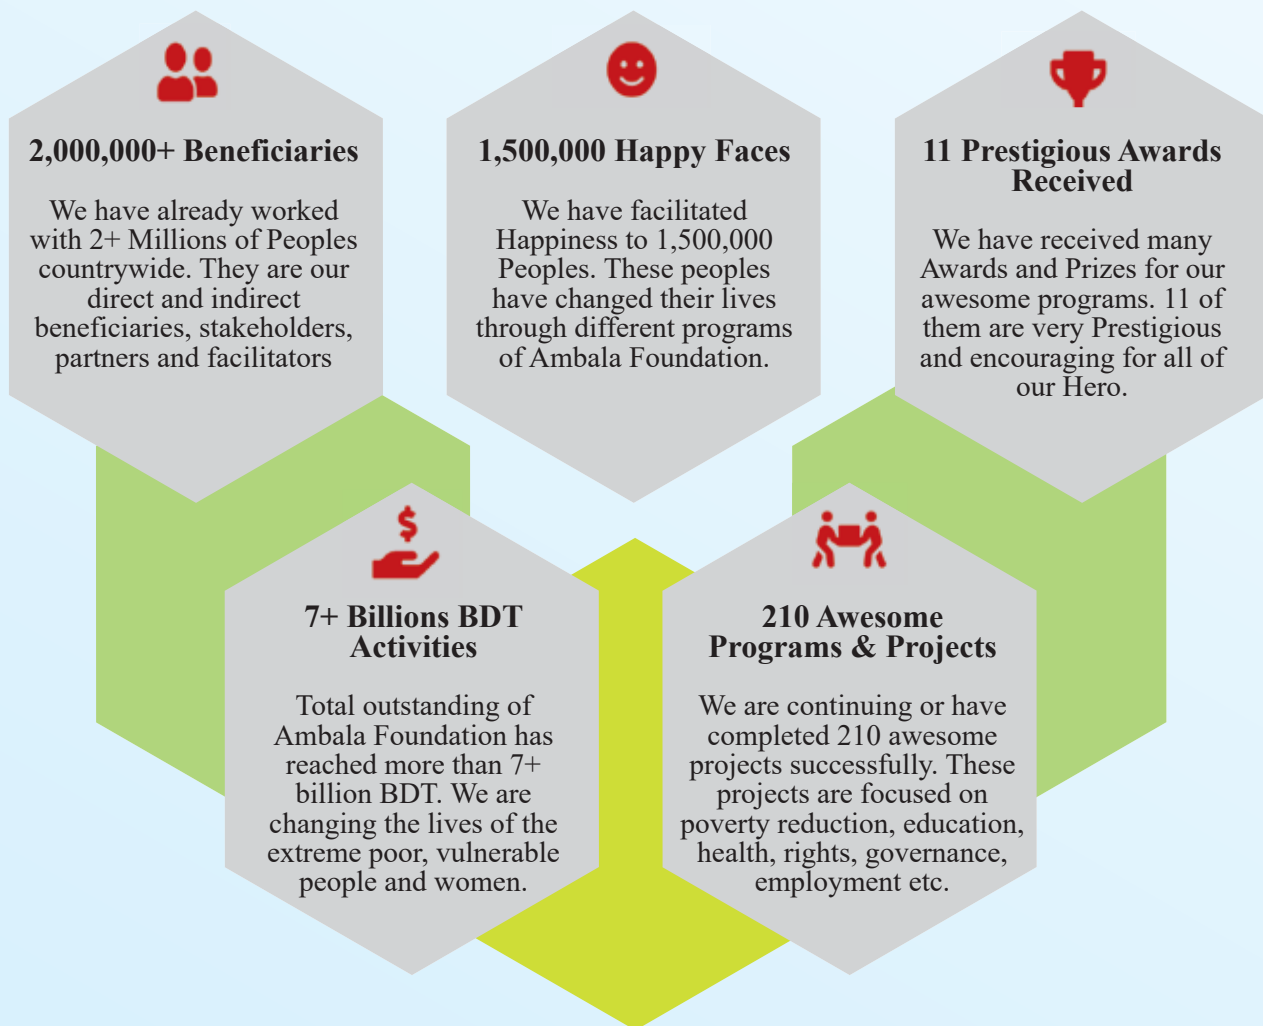 2,000,000+ Beneficiaries
We have already worked
with 2+ Millions of Peoples
countrywide. They are our
direct and indirect
beneficiaries, stakeholders,
partners and facilitators
1,500,000 Happy Faces
We have facilitated
Happiness to 1,500,000
Peoples. These peoples
have changed their lives
through different programs
of Ambala Foundation.
11 Prestigious Awards
Received
We have received many
Awards and Prizes for our
awesome programs. 11 of
them are very Prestigious
and encouraging for all of
our Hero.
$
7+ Billions BDT
Activities
Total outstanding of
Ambala Foundation has
reached more than 7+
billion BDT. We are
changing the lives of the
extreme poor, vulnerable
people and women.
210 Awesome
Programs & Projects
We are continuing or have
completed 210 awesome
projects successfully. These
projects are focused on
poverty reduction, education,
health, rights, governance,
employment etc.